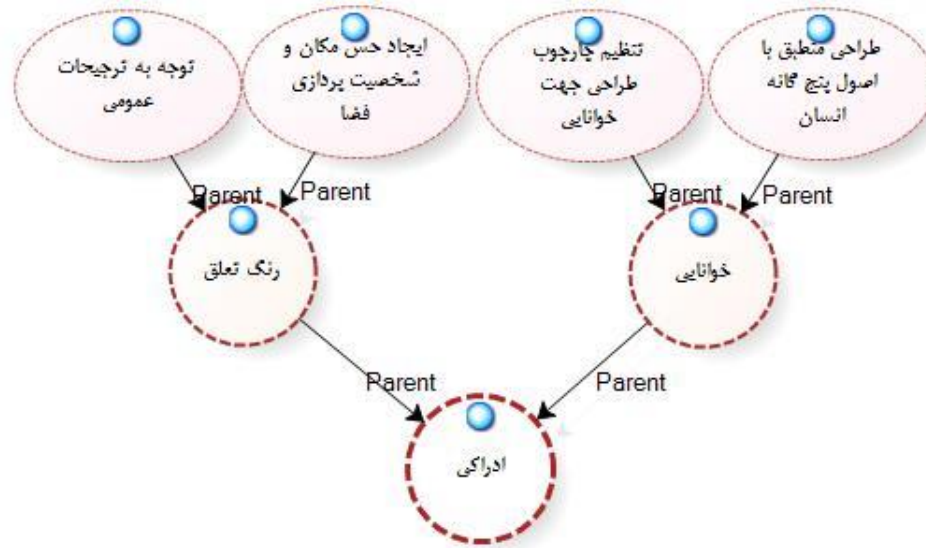 توجه به ترجیحات
عمومی
ایجاد حس مکان و
شخصیت پردازی
فضا
تنظیم چارچوب
طراحی جهت
خوانایی
طراحی منطبق با
اصول پنج گانه
انسان
Parent
Parent
Parent
Parent
رنگ تعلق
خوانایی
Parent
Parent
ادراکی